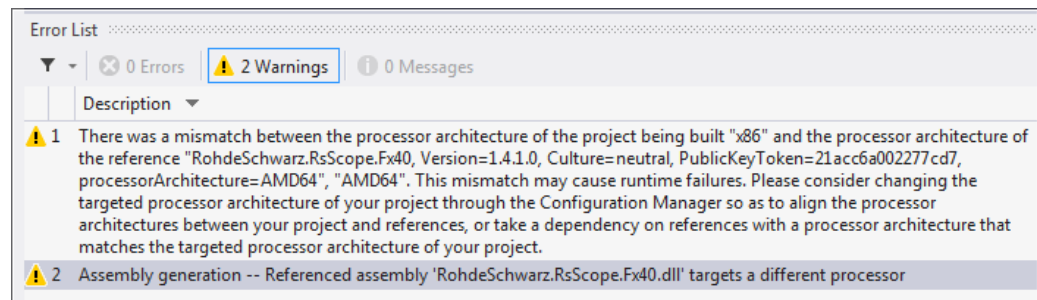 Error List
0 Errors 2 Warnings 0 Messages
Description
1 There was a mismatch between the processor architecture of the project being built "x86" and the processor architecture of
the reference "RohdeSchwarz.RsScope.Fx40, Version=1.4.1.0, Culture=neutral, PublicKeyToken=21acc6a002277cd7,
processorArchitecture=AMD64", "AMD64". This mismatch may cause runtime failures. Please consider changing the
targeted processor architecture of your project through the Configuration Manager so as to align the processor
architectures between your project and references, or take a dependency on references with a processor architecture that
matches the targeted processor architecture of your project.
2 Assembly generation -- Referenced assembly 'RohdeSchwarz.RsScope.Fx40.dll' targets a different processor